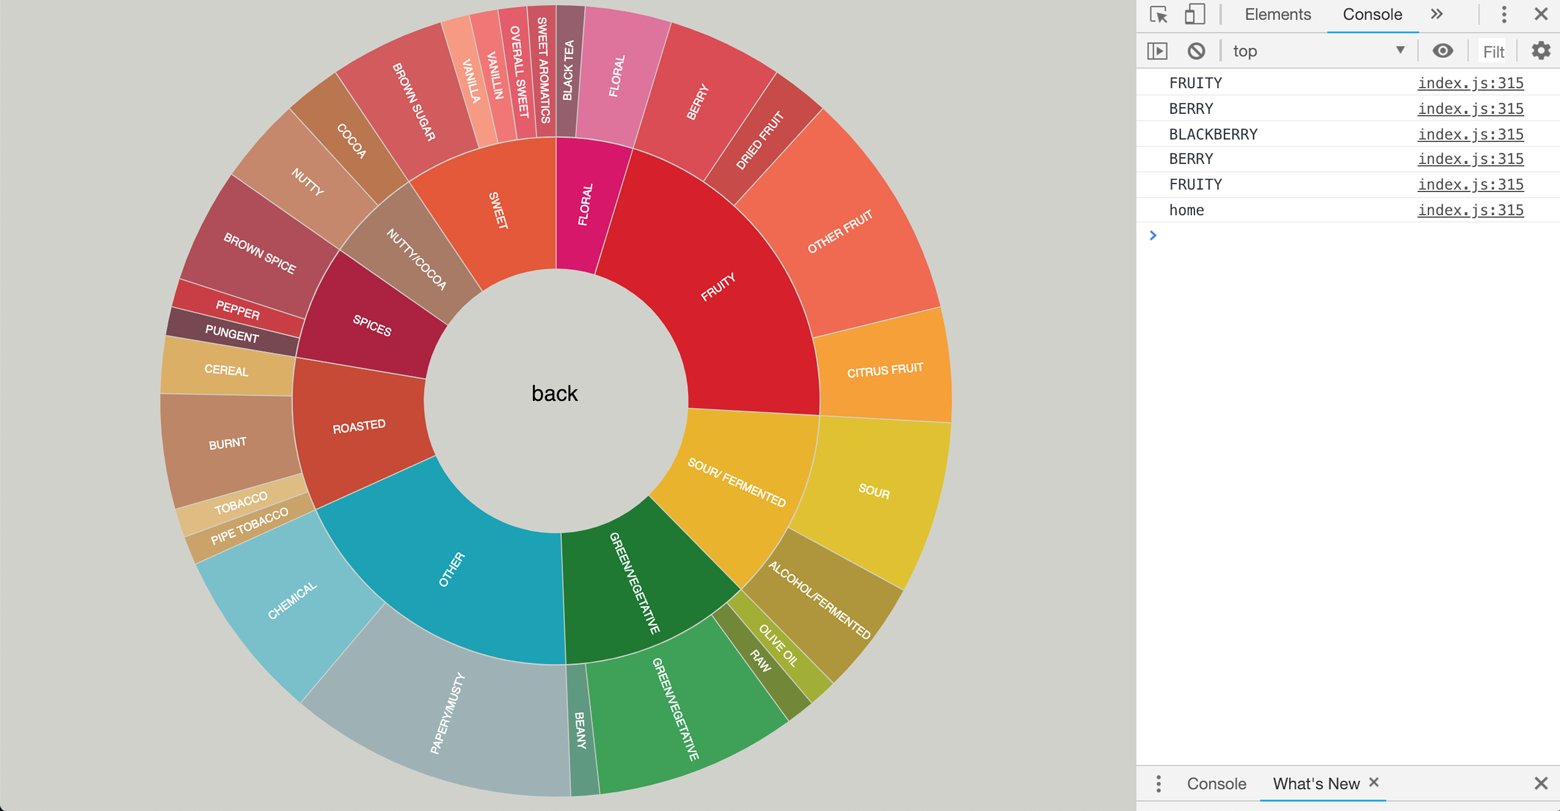 back
FLORAL
FRUITY
SOUR/ FERMENTED
GREEN/VEGETATIVE
OTHER
ROASTED
SPICES
NUTTY/COCOA
SWEET
BLACK TEA
FLORAL
BERRY
DRIED FRUIT
OTHER FRUIT
CITRUS FRUIT
SOUR
ALCOHOL/FERMENTED
OLIVE OIL
RAW
GREEN/VEGETATIVE
BEANY
PAPERY/MUSTY
CHEMICAL
PIPE TOBACCO
TOBACCO
BURNT
CEREAL
PUNGENT
PEPPER
BROWN SPICE
NUTTY
COCOA
BROWN SUGAR
VANILLA
VANILLIN
OVERALL SWEET
SWEET AROMATICS
Elements Console
top Filt
FRUITY index.js:315
BERRY index.js:315
BLACKBERRY index.js:315
BERRY index.js:315
FRUITY index.js:315
home index.js:315
Console What's New